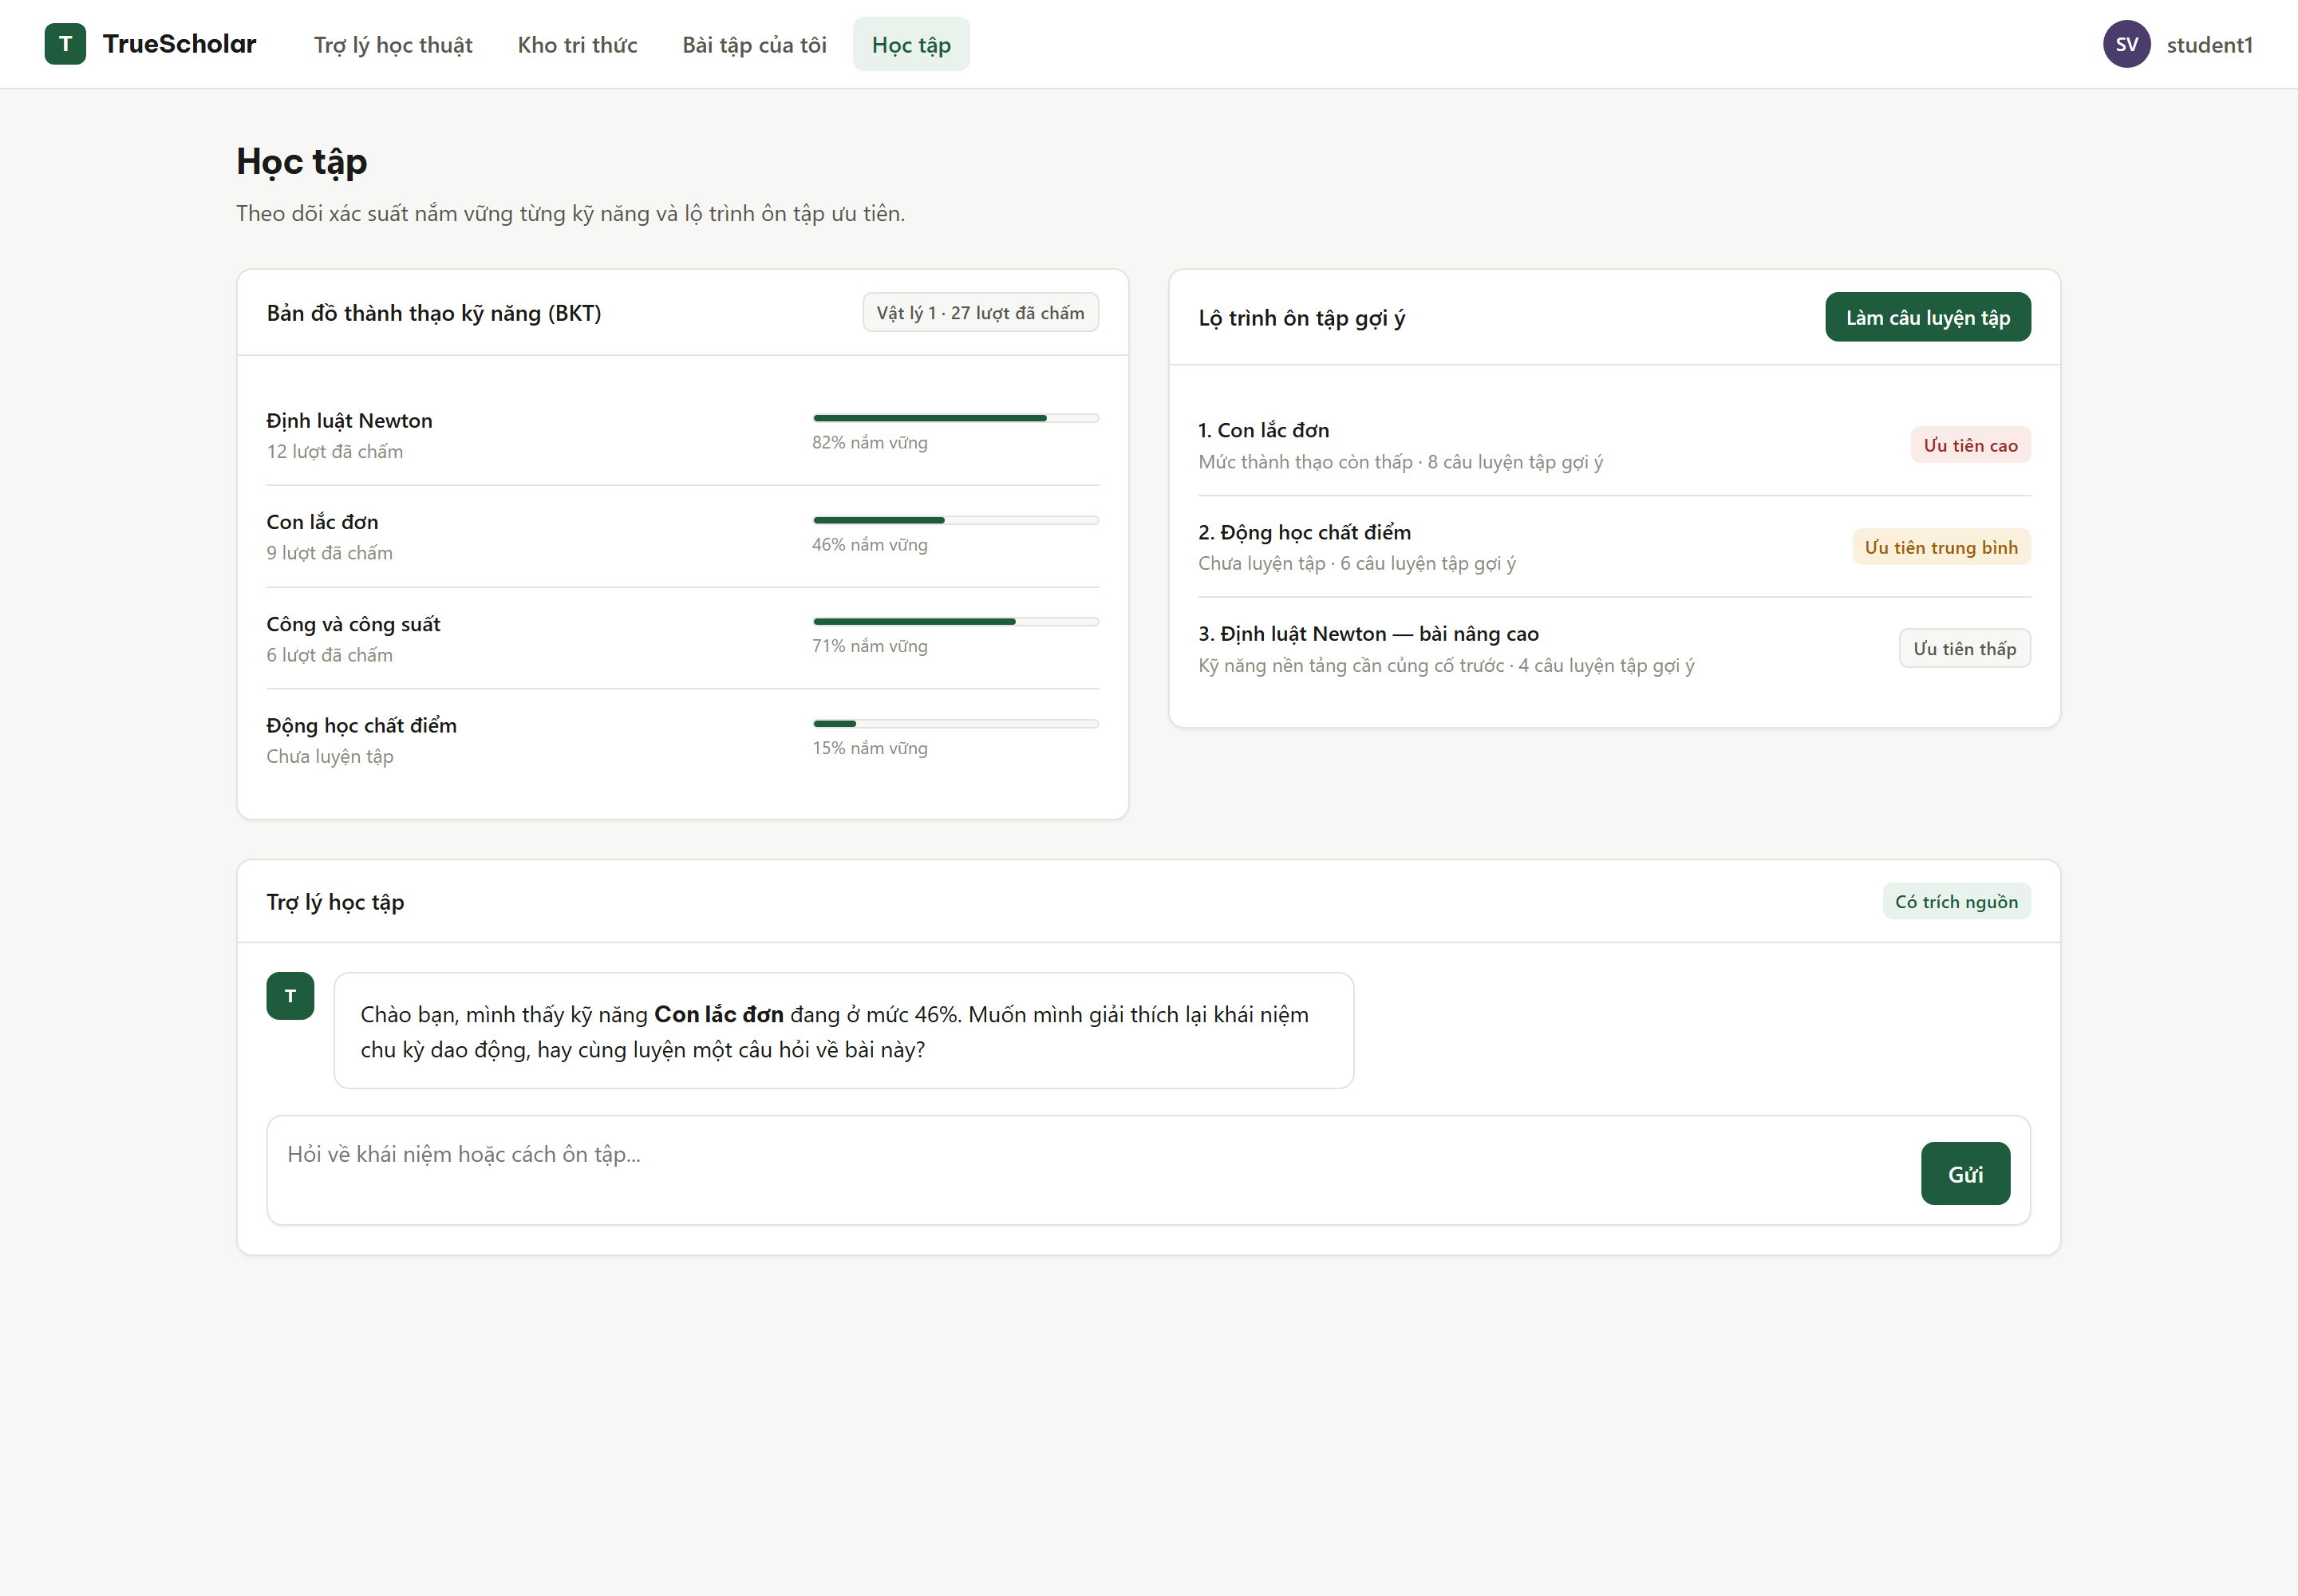 T TrueScholar Trợ lý học thuật Kho tri thức Bài tập của tôi Học tập SV student1
Học tập
Theo dõi xác suất nắm vững từng kỹ năng và lộ trình ôn tập ưu tiên.
Bản đồ thành thạo kỹ năng (BKT) Vật lý 1 · 27 lượt đã chấm
Định luật Newton
12 lượt đã chấm
82% nắm vững
Con lắc đơn
9 lượt đã chấm
46% nắm vững
Công và công suất
6 lượt đã chấm
71% nắm vững
Động học chất điểm
Chưa luyện tập
15% nắm vững
Lộ trình ôn tập gợi ý Làm câu luyện tập
1. Con lắc đơn
Mức thành thạo còn thấp · 8 câu luyện tập gợi ý
Ưu tiên cao
2. Động học chất điểm
Chưa luyện tập · 6 câu luyện tập gợi ý
Ưu tiên trung bình
3. Định luật Newton — bài nâng cao
Kỹ năng nền tảng cần củng cố trước · 4 câu luyện tập gợi ý
Ưu tiên thấp
Trợ lý học tập Có trích nguồn
T
Chào bạn, mình thấy kỹ năng Con lắc đơn đang ở mức 46%. Muốn mình giải thích lại khái niệm
chu kỳ dao động, hay cùng luyện một câu hỏi về bài này?
Hỏi về khái niệm hoặc cách ôn tập...
Gửi